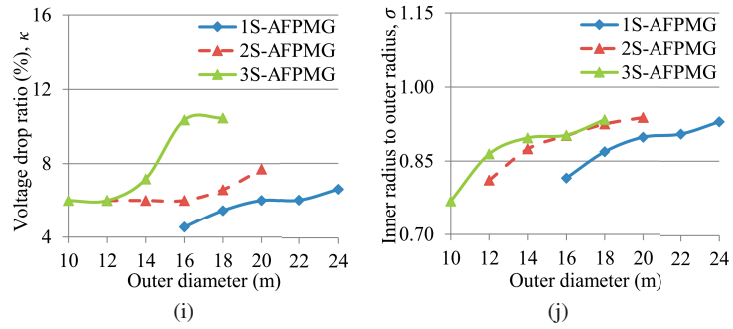 Voltage drop ratio (%), κ
16
12
8
4
1S-AFPMG
2S-AFPMG
3S-AFPMG
10 12 14 16 18 20 22 24
Outer diameter (m)
(i)
Inner radius to outer radius, σ
1.15
1.00
0.85
0.70
1S-AFPMG
2S-AFPMG
3S-AFPMG
10 12 14 16 18 20 22 24
Outer diameter (m)
(j)